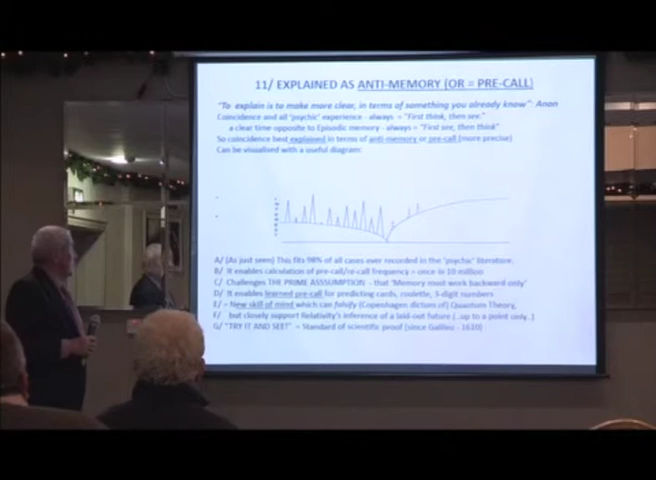 11/ EXPLAINED AS ANTI-MEMORY (OR = PRE-CALL)
"To explain is to make more clear, in terms of something you already know": Anon
Coincidence and all 'psychic' experience - always = "First think, then see:"
a clear time opposite to Episodic memory - always = "First see, then think"
So coincidence best explained in terms of anti-memory or pre-call (more precise)
Can be visualised with a useful diagram:
A/ (As just seen) This fits 98% of all cases ever recorded in the 'psychic' literature.
B/ It enables calculation of pre-call/re-call frequency = once in 10 million
C/ Challenges THE PRIME ASSSUMPTION - that 'Memory must work backward only'
D/ It enables learned pre-call for predicting cards, roulette, 3-digit numbers
E/ = New skill of mind which can falsify (Copenhagen dictum of) Quantum Theory,
F/ but closely support Relativity's inference of a laid-out future (..up to a point only..)
G/ "TRY IT AND SEE!" = Standard of scientific proof (since Galileo - 1610)